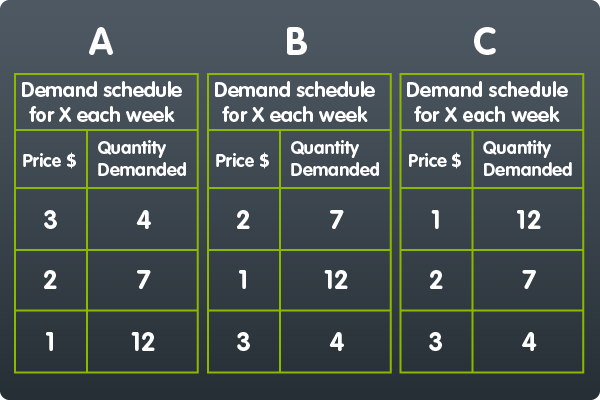 A
Demand schedule
for X each week
Price $ Quantity
Demanded
3 4
2 7
1 12
B
Demand schedule
for X each week
Price $ Quantity
Demanded
2 7
1 12
3 4
C
Demand schedule
for X each week
Price $ Quantity
Demanded
1 12
2 7
3 4